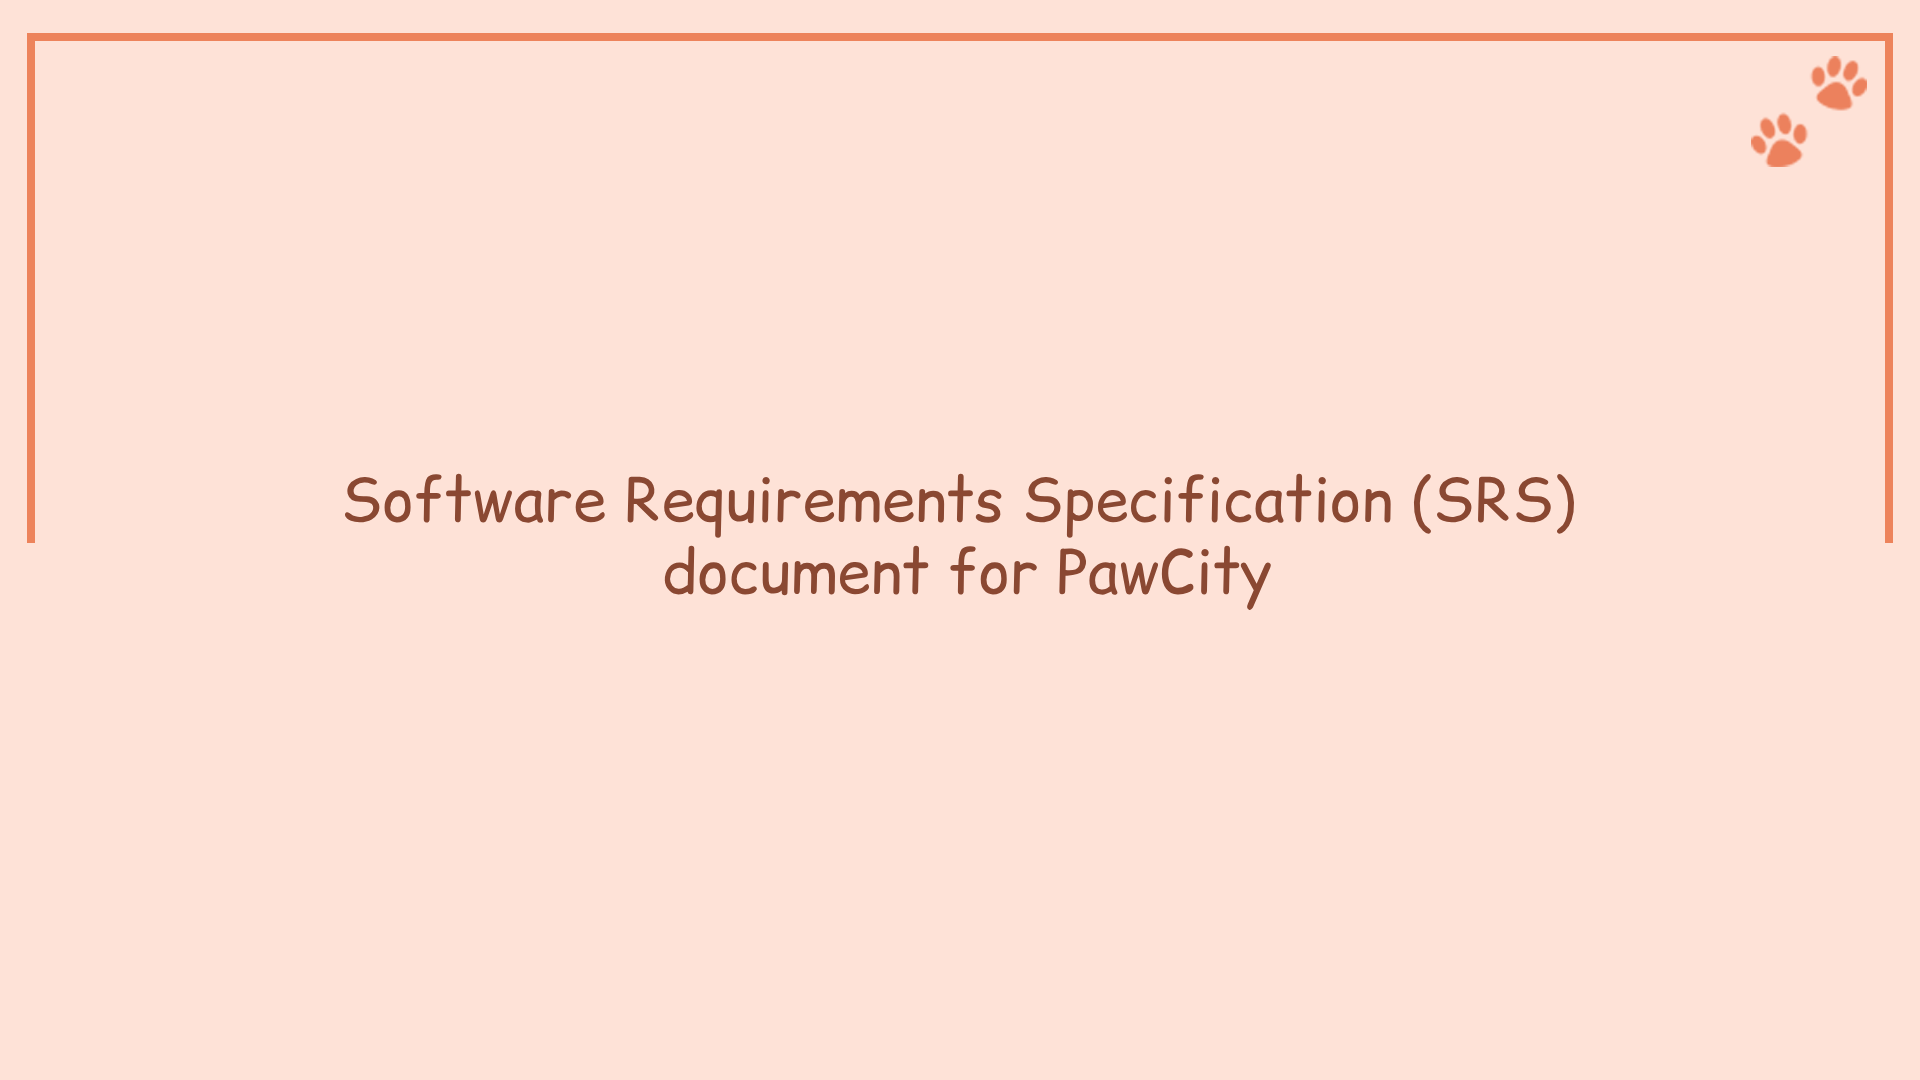 Software Requirements Specification (SRS)
document for PawCity